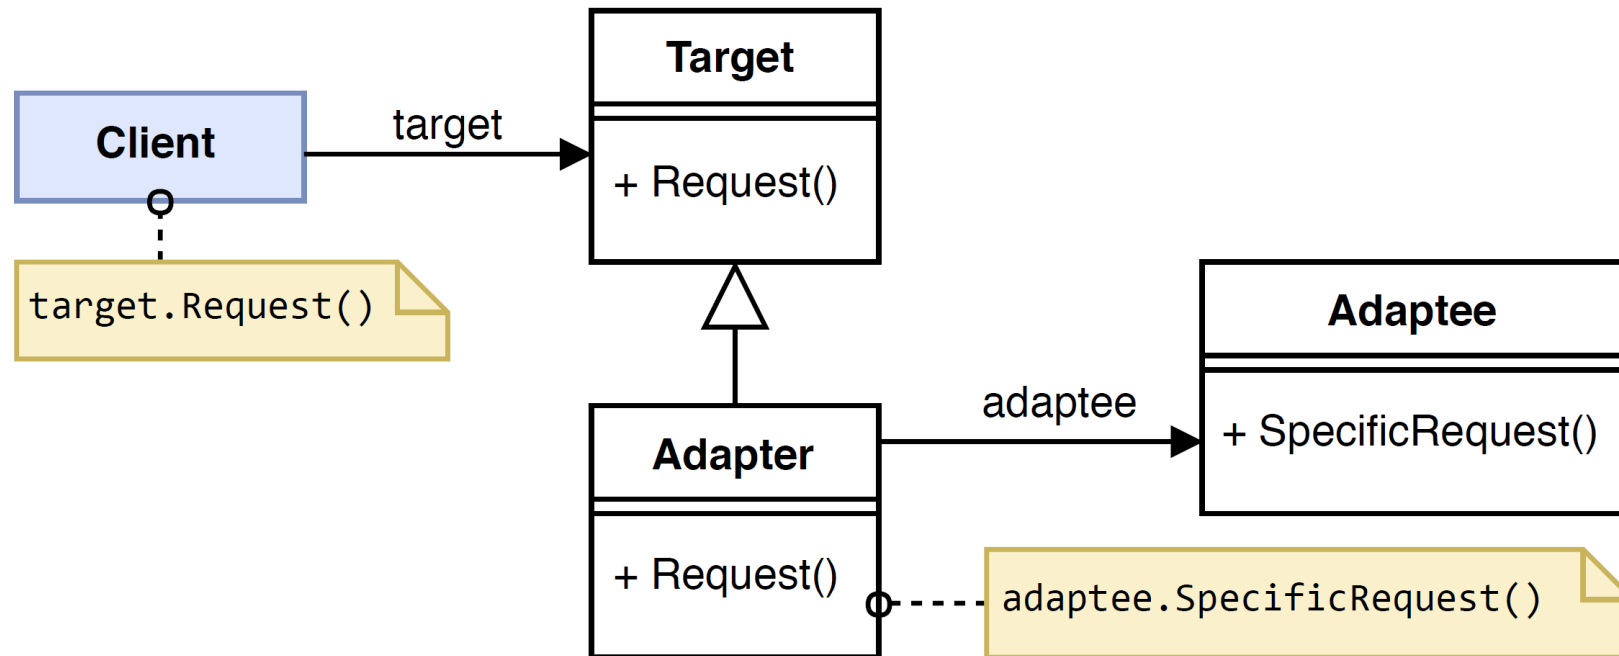 Target
+ Request()
Client
target
target.Request()
Adaptee
+ SpecificRequest()
adaptee
Adapter
+ Request()
adaptee.SpecificRequest()